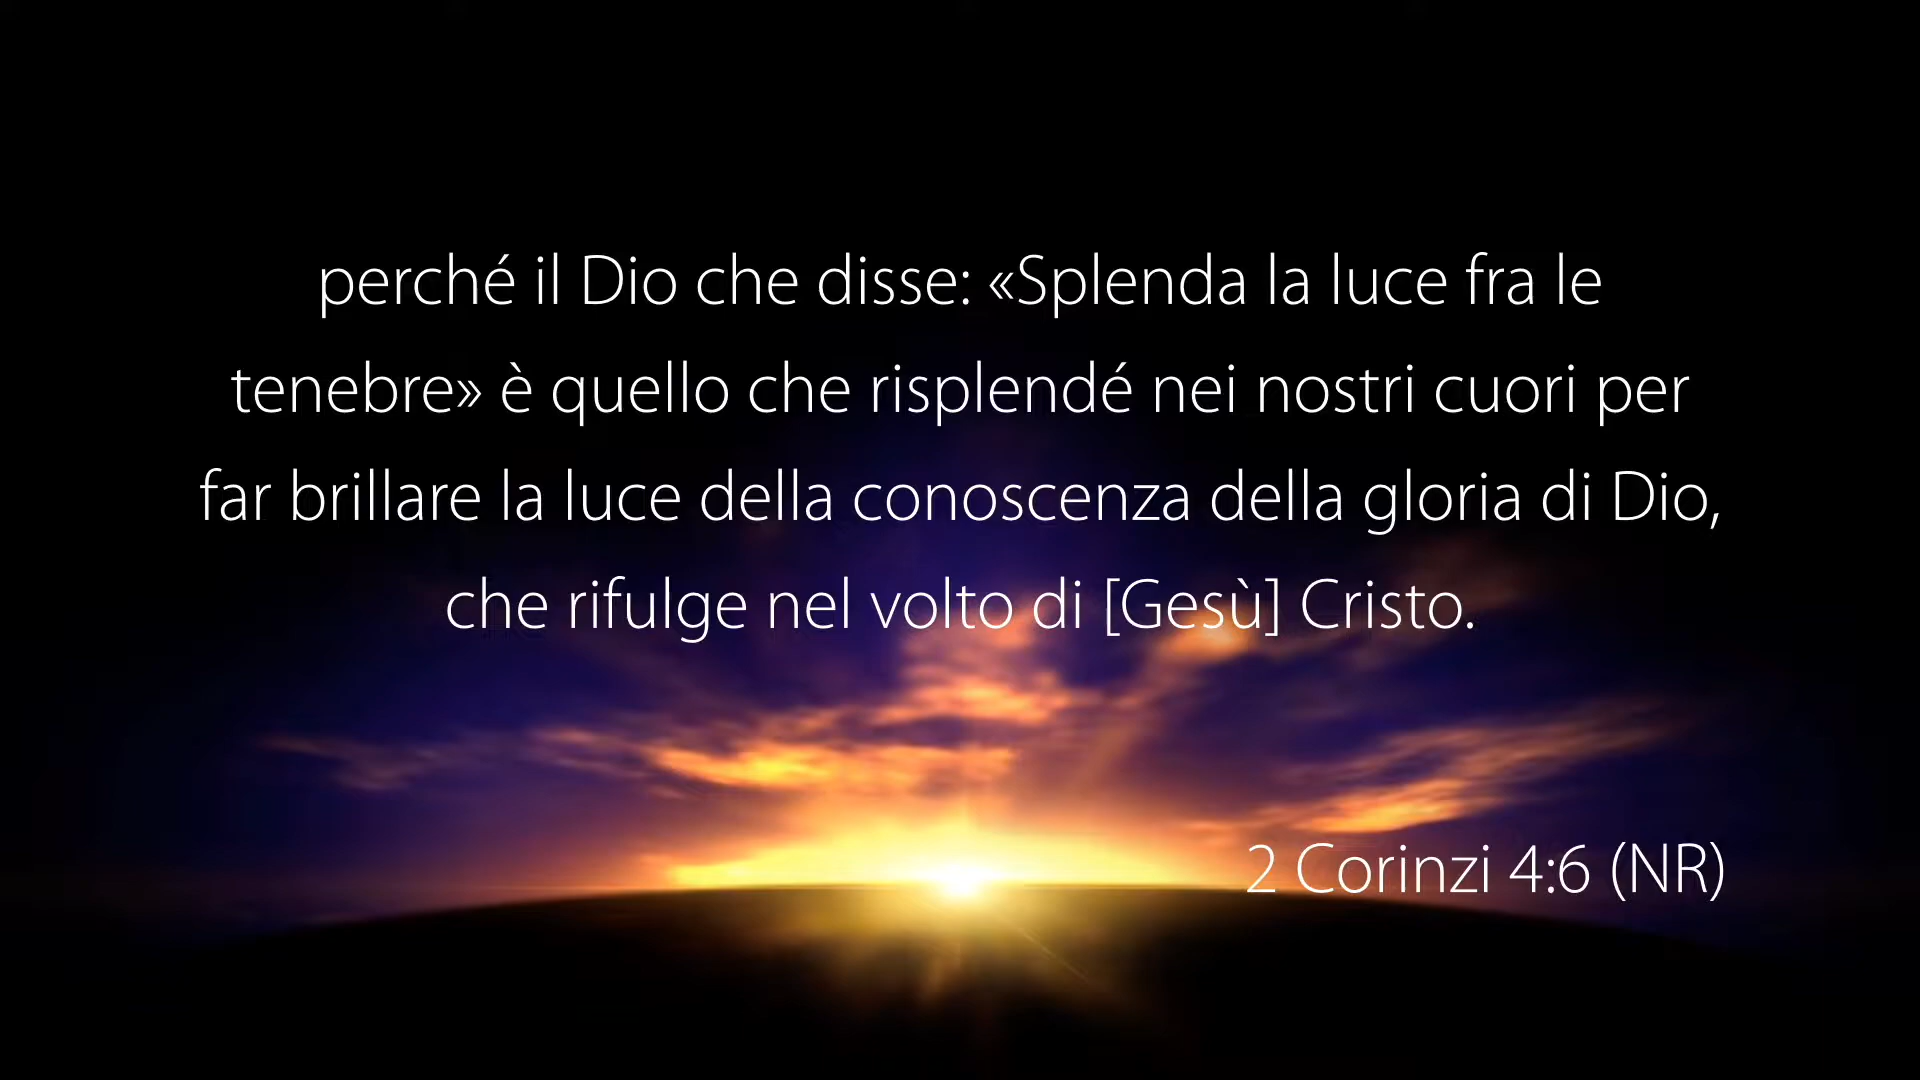 perché il Dio che disse: «Splenda la luce fra le
tenebre» è quello che risplendé nei nostri cuori per
far brillare la luce della conoscenza della gloria di Dio,
che rifulge nel volto di [Gesù] Cristo.
2 Corinzi 4:6 (NR)